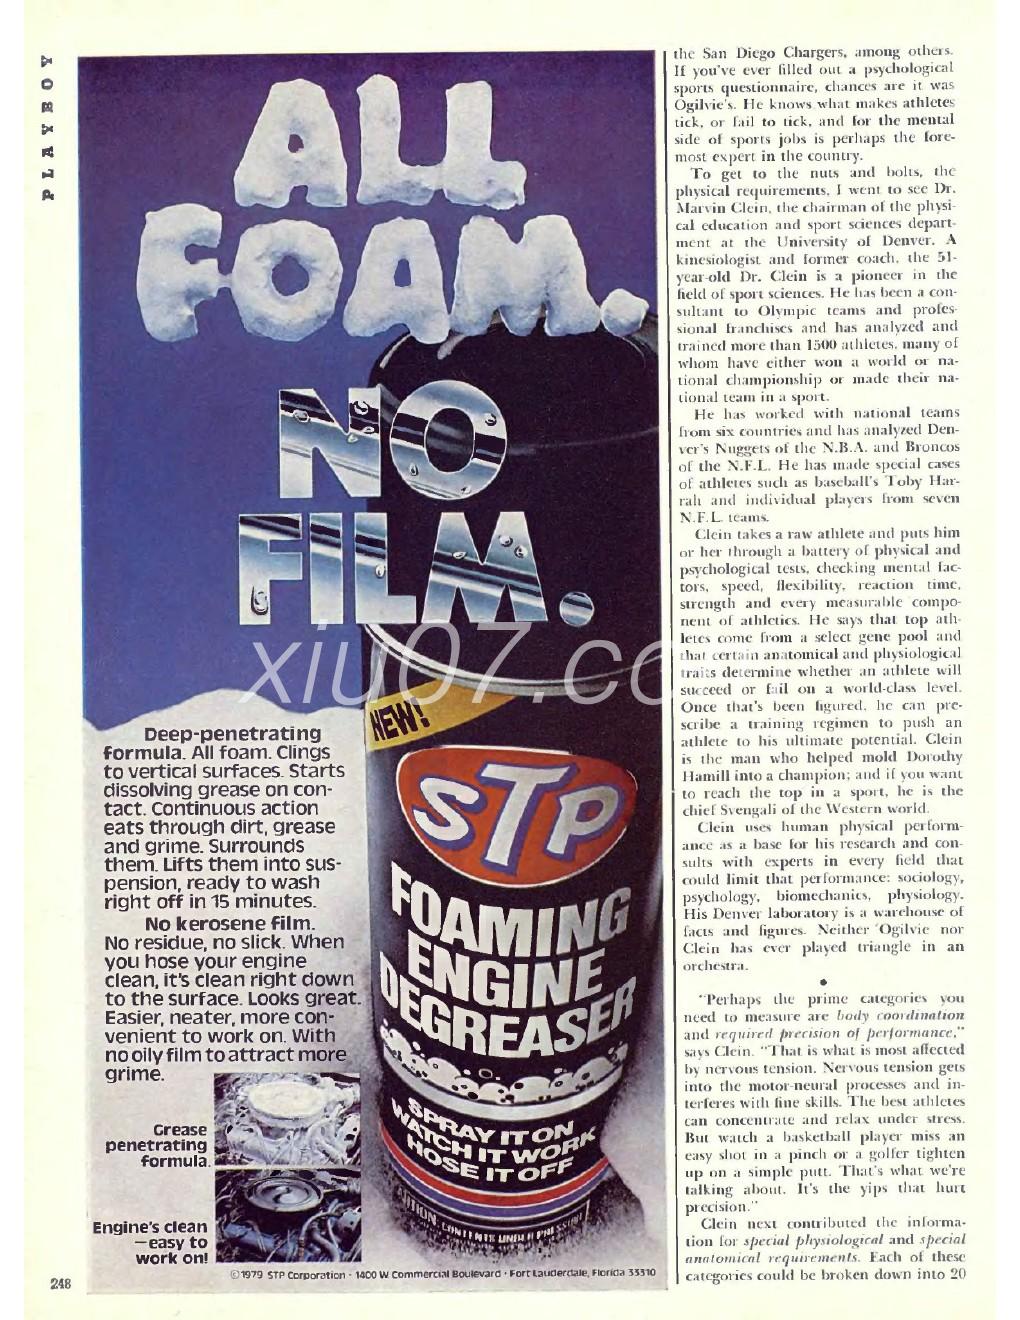 PLAYBOY
ALL
FOAM.
NO
FILM.
xiu07.co
Deep-penetrating
formula. All foam. Clings
to vertical surfaces. Starts
dissolving grease on con-
tact. Continuous action
eats through dirt, grease
and grime. Surrounds
them. Lifts them into sus-
pension, ready to wash
right off in 15 minutes.
No kerosene film.
No residue, no slick. When
you hose your engine
clean, it's clean right down
to the surface. Looks great.
Easier, neater, more con-
venient to work on. With
no oily film to attract more
grime.
Grease
penetrating
formula.
Engine's clean
—easy to
work on!
NEW!
STP
FOAMING
ENGINE
DEGREASER
SPRAY IT ON
WATCH IT WORK
HOSE IT OFF
CAUTION: CONTENTS UNDER PRESSURE
©1979 STP Corporation • 1400 W Commercial Boulevard • Fort Lauderdale, Florida 33310
248
the San Diego Chargers, among others.
If you've ever filled out a psychological
sports questionnaire, chances are it was
Ogilvie's. He knows what makes athletes
tick, or fail to tick, and for the mental
side of sports jobs is perhaps the fore-
most expert in the country.
To get to the nuts and bolts, the
physical requirements, I went to see Dr.
Marvin Clein, the chairman of the physi-
cal education and sport sciences depart-
ment at the University of Denver. A
kinesiologist and former coach, the 51-
year-old Dr. Clein is a pioneer in the
field of sport sciences. He has been a con-
sultant to Olympic teams and profes-
sional franchises and has analyzed and
trained more than 1500 athletes, many of
whom have either won a world or na-
tional championship or made their na-
tional team in a sport.
He has worked with national teams
from six countries and has analyzed Den-
ver's Nuggets of the N.B.A. and Broncos
of the N.F.L. He has made special cases
of athletes such as baseball's Toby Har-
rah and individual players from seven
N.F.L. teams.
Clein takes a raw athlete and puts him
or her through a battery of physical and
psychological tests, checking mental fac-
tors, speed, flexibility, reaction time,
strength and every measurable compo-
nent of athletics. He says that top ath-
letes come from a select gene pool and
that certain anatomical and physiological
traits determine whether an athlete will
succeed or fail on a world-class level.
Once that's been figured, he can pre-
scribe a training regimen to push an
athlete to his ultimate potential. Clein
is the man who helped mold Dorothy
Hamill into a champion; and if you want
to reach the top in a sport, he is the
chief Svengali of the Western world.
Clein uses human physical perform-
ance as a base for his research and con-
sults with experts in every field that
could limit that performance: sociology,
psychology, biomechanics, physiology.
His Denver laboratory is a warehouse of
facts and figures. Neither Ogilvie nor
Clein has ever played triangle in an
orchestra.
•
"Perhaps the prime categories you
need to measure are body coordination
and required precision of performance,"
says Clein. "That is what is most affected
by nervous tension. Nervous tension gets
into the motor-neural processes and in-
terferes with fine skills. The best athletes
can concentrate and relax under stress.
But watch a basketball player miss an
easy shot in a pinch or a golfer tighten
up on a simple putt. That's what we're
talking about. It's the yips that hurt
precision."
Clein next contributed the informa-
tion for special physiological and special
anatomical requirements. Each of these
categories could be broken down into 20